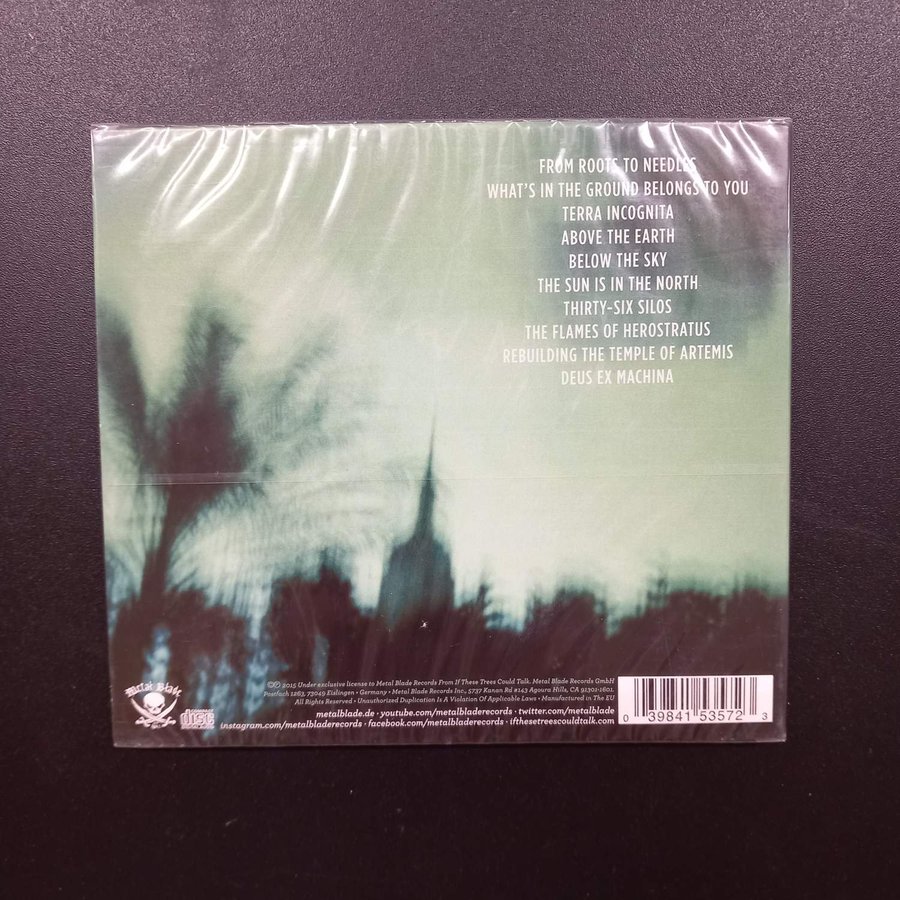 FROM ROOTS TO NEEDLES
WHAT'S IN THE GROUND BELONGS TO YOU
TERRA INCOGNITA
ABOVE THE EARTH
BELOW THE SKY
THE SUN IS IN THE NORTH
THIRTY-SIX SILOS
THE FLAMES OF HEROSTRATUS
REBUILDING THE TEMPLE OF ARTEMIS
DEUS EX MACHINA
Metal Blade
COMPACT
disc
©℗ 2015 Under exclusive license to Metal Blade Records From If These Trees Could Talk. Metal Blade Records GmbH
Postfach 1263, 73049 Eislingen • Germany • Metal Blade Records Inc., 5737 Kanan Rd #143 Agoura Hills, CA 91301-1601.
All Rights Reserved • Unauthorized Duplication Is A Violation Of Applicable Laws • Manufactured in The EU
metalblade.de • youtube.com/metalbladerecords • twitter.com/metalblade
instagram.com/metalbladerecords • facebook.com/metalbladerecords • ifthesetreescouldtalk.com
0 39841 53572 3